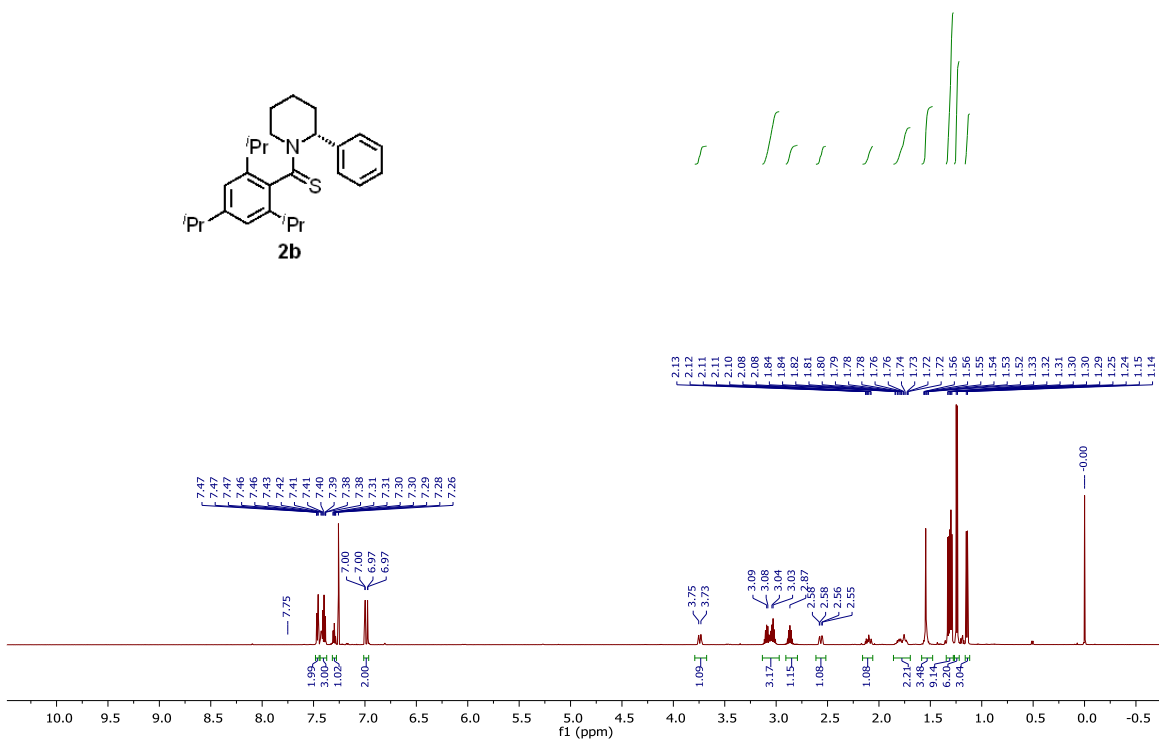 N
iPr
S
iPr
iPr
2b
2.13 2.12 2.11 2.11 2.10 2.08 2.08 1.84 1.84 1.82 1.81 1.80 1.79 1.78 1.78 1.76 1.76 1.74 1.73 1.72 1.72 1.56 1.56 1.55 1.54 1.53 1.52 1.33 1.32 1.31 1.30 1.30 1.29 1.25 1.24 1.15 1.14
7.47 7.47 7.47 7.46 7.46 7.43 7.42 7.41 7.41 7.40 7.39 7.38 7.38 7.31 7.31 7.30 7.30 7.29 7.28 7.26
-0.00
7.00 7.00 6.97 6.97
3.75 3.73
3.09 3.08 3.04 3.03 2.87
2.58 2.58 2.56 2.55
7.75
1.99 3.00 1.02 2.00 1.09 3.17 1.15 1.08 1.08 2.21 3.48 9.14 6.20 3.04
10.0 9.5 9.0 8.5 8.0 7.5 7.0 6.5 6.0 5.5 5.0 4.5 4.0 3.5 3.0 2.5 2.0 1.5 1.0 0.5 0.0 -0.5
f1 (ppm)